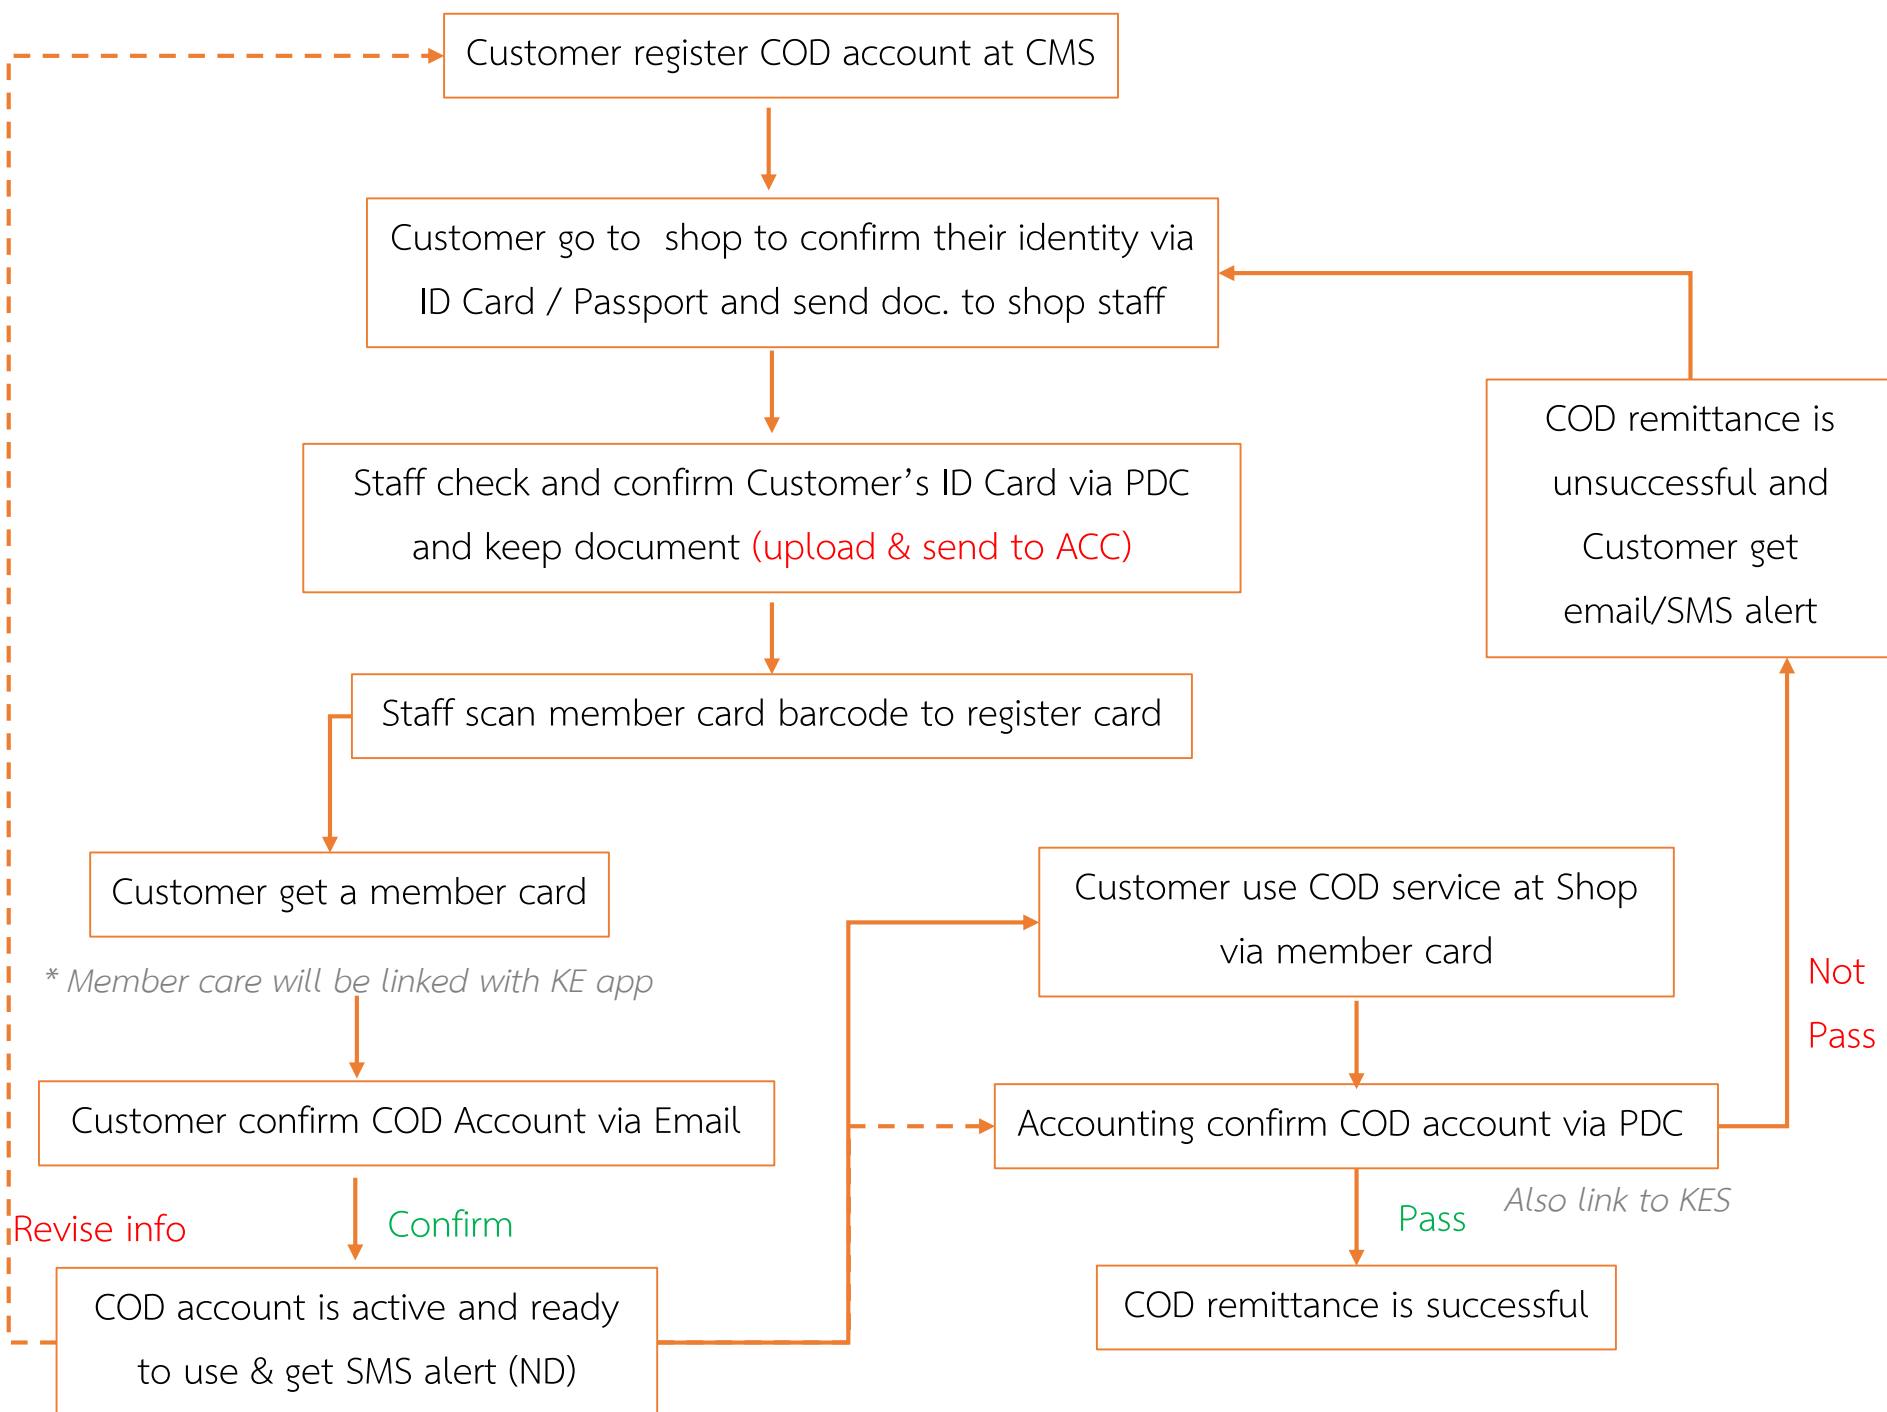 Customer register COD account at CMS
Customer go to  shop to confirm their identity via
ID Card / Passport and send doc. to shop staff
Staff check and confirm Customer's ID Card via PDC
and keep document (upload & send to ACC)
Staff scan member card barcode to register card
Customer get a member card
* Member care will be linked with KE app
Customer confirm COD Account via Email
Revise info
Confirm
COD account is active and ready
to use & get SMS alert (ND)
Customer use COD service at Shop
via member card
Accounting confirm COD account via PDC
Also link to KES
Pass
COD remittance is successful
Not
Pass
COD remittance is
unsuccessful and
Customer get
email/SMS alert